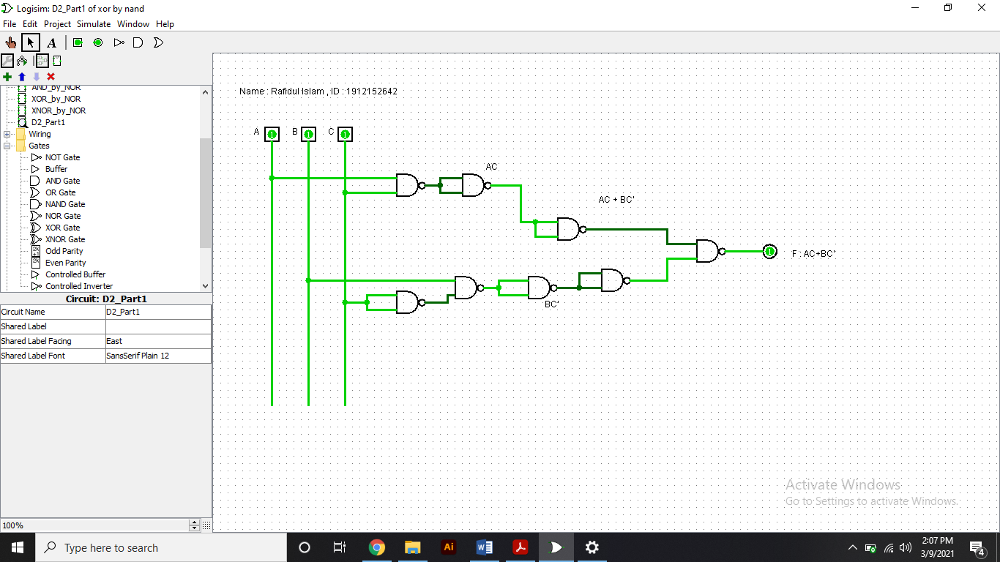 Logisim: D2_Part1 of xor by nand
File Edit Project Simulate Window Help
A
AND_by_NOR
XOR_by_NOR
XNOR_by_NOR
D2_Part1
Wiring
Gates
NOT Gate
Buffer
AND Gate
OR Gate
NAND Gate
NOR Gate
XOR Gate
XNOR Gate
2k
+1
Odd Parity
2k
Even Parity
Controlled Buffer
Controlled Inverter
Circuit: D2_Part1
Circuit Name D2_Part1
Shared Label
Shared Label Facing East
Shared Label Font SansSerif Plain 12
100%
Name : Rafidul Islam , ID : 1912152642
A 1 B 1 C 1
AC
AC + BC'
1 F : AC+BC'
BC'
Activate Windows
Go to Settings to activate Windows.
Type here to search
Ai
W
2:07 PM
3/9/2021
4